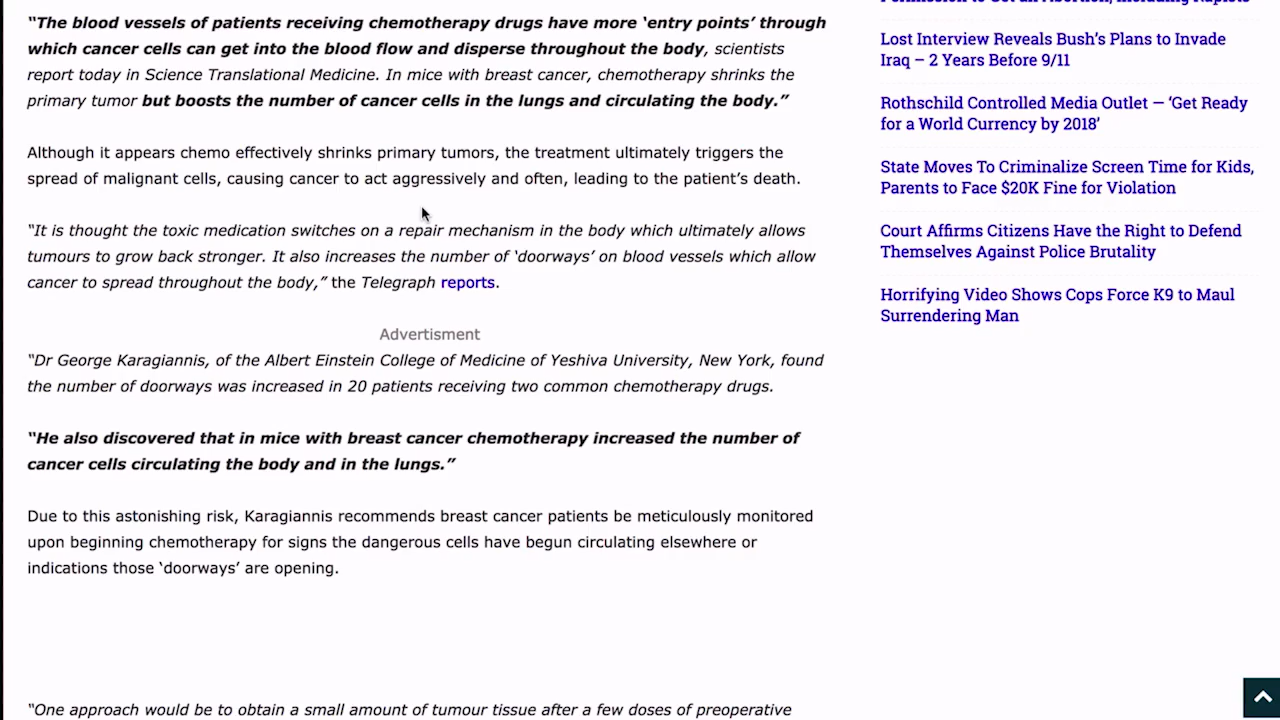 “The blood vessels of patients receiving chemotherapy drugs have more ‘entry points’ through
which cancer cells can get into the blood flow and disperse throughout the body, scientists
report today in Science Translational Medicine. In mice with breast cancer, chemotherapy shrinks the
primary tumor but boosts the number of cancer cells in the lungs and circulating the body.”
Although it appears chemo effectively shrinks primary tumors, the treatment ultimately triggers the
spread of malignant cells, causing cancer to act aggressively and often, leading to the patient’s death.
“It is thought the toxic medication switches on a repair mechanism in the body which ultimately allows
tumours to grow back stronger. It also increases the number of ‘doorways’ on blood vessels which allow
cancer to spread throughout the body,” the Telegraph reports.
Advertisment
“Dr George Karagiannis, of the Albert Einstein College of Medicine of Yeshiva University, New York, found
the number of doorways was increased in 20 patients receiving two common chemotherapy drugs.
“He also discovered that in mice with breast cancer chemotherapy increased the number of
cancer cells circulating the body and in the lungs.”
Due to this astonishing risk, Karagiannis recommends breast cancer patients be meticulously monitored
upon beginning chemotherapy for signs the dangerous cells have begun circulating elsewhere or
indications those ‘doorways’ are opening.
“One approach would be to obtain a small amount of tumour tissue after a few doses of preoperative
Permission to Get an Abortion, Including Rapists
Lost Interview Reveals Bush’s Plans to Invade
Iraq – 2 Years Before 9/11
Rothschild Controlled Media Outlet — ‘Get Ready
for a World Currency by 2018’
State Moves To Criminalize Screen Time for Kids,
Parents to Face $20K Fine for Violation
Court Affirms Citizens Have the Right to Defend
Themselves Against Police Brutality
Horrifying Video Shows Cops Force K9 to Maul
Surrendering Man